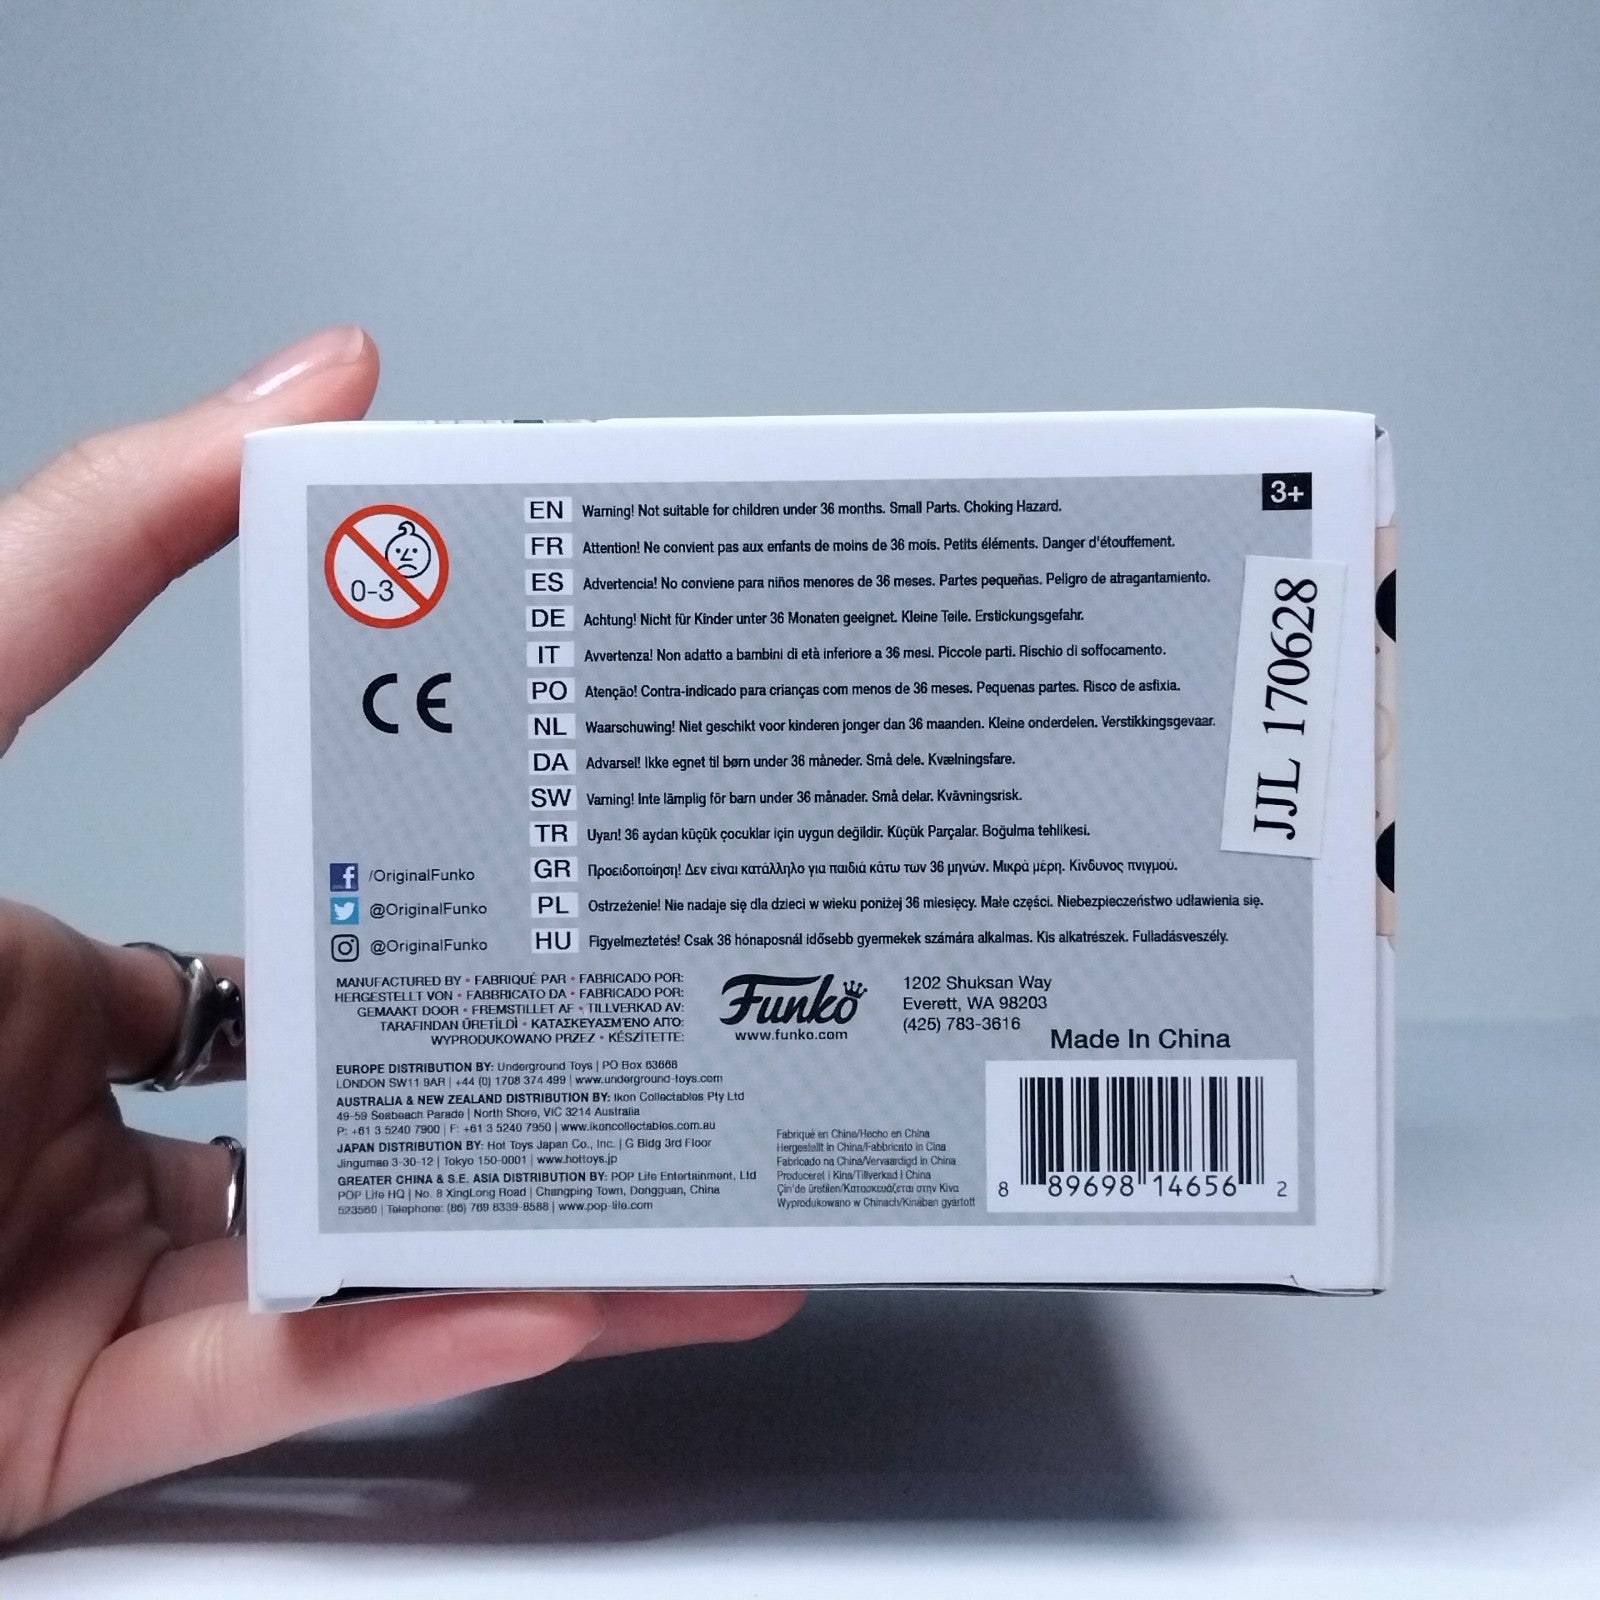 3+
0-3
EN Warning! Not suitable for children under 36 months. Small Parts. Choking Hazard.
FR Attention! Ne convient pas aux enfants de moins de 36 mois. Petits éléments. Danger d'étouffement.
ES Advertencia! No conviene para niños menores de 36 meses. Partes pequeñas. Peligro de atragantamiento.
DE Achtung! Nicht für Kinder unter 36 Monaten geeignet. Kleine Teile. Erstickungsgefahr.
IT Avvertenza! Non adatto a bambini di età inferiore a 36 mesi. Piccole parti. Rischio di soffocamento.
PO Atenção! Contra-indicado para crianças com menos de 36 meses. Pequenas partes. Risco de asfixia.
NL Waarschuwing! Niet geschikt voor kinderen jonger dan 36 maanden. Kleine onderdelen. Verstikkingsgevaar.
DA Advarsel! Ikke egnet til børn under 36 måneder. Små dele. Kvælningsfare.
SW Varning! Inte lämplig för barn under 36 månader. Små delar. Kvävningsrisk.
TR Uyarı! 36 aydan küçük çocuklar için uygun değildir. Küçük Parçalar. Boğulma tehlikesi.
GR Προειδοποίηση! Δεν είναι κατάλληλο για παιδιά κάτω των 36 μηνών. Μικρά μέρη. Κίνδυνος πνιγμού.
PL Ostrzeżenie! Nie nadaje się dla dzieci w wieku poniżej 36 miesięcy. Małe części. Niebezpieczeństwo udławienia się.
HU Figyelmeztetés! Csak 36 hónaposnál idősebb gyermekek számára alkalmas. Kis alkatrészek. Fulladásveszély.
CE
JJL 170628
/OriginalFunko
@OriginalFunko
@OriginalFunko
MANUFACTURED BY • FABRIQUÉ PAR • FABRICADO POR:
HERGESTELLT VON • FABBRICATO DA • FABRICADO POR:
GEMAAKT DOOR • FREMSTILLET AF • TILLVERKAD AV:
TARAFINDAN ÜRETİLDİ • ΚΑΤΑΣΚΕΥΑΣΜΈΝΟ ΑΠΌ:
WYPRODUKOWANO PRZEZ • KÉSZÍTETTE:
Funko
www.funko.com
1202 Shuksan Way
Everett, WA 98203
(425) 783-3616
Made In China
EUROPE DISTRIBUTION BY: Underground Toys | PO Box 63668
LONDON SW11 9AR | +44 (0) 1708 374 499 | www.underground-toys.com
AUSTRALIA & NEW ZEALAND DISTRIBUTION BY: Ikon Collectables Pty Ltd
49-59 Seabeach Parade | North Shore, VIC 3214 Australia
P: +61 3 5240 7900 | F: +61 3 5240 7950 | www.ikoncollectables.com.au
JAPAN DISTRIBUTION BY: Hot Toys Japan Co., Inc. | G Bldg 3rd Floor
Jingumae 3-30-12 | Tokyo 150-0001 | www.hottoys.jp
GREATER CHINA & S.E. ASIA DISTRIBUTION BY: POP Life Entertainment, Ltd
POP Life HQ | No. 8 XingLong Road | Changping Town, Dongguan, China
523560 | Telephone: (86) 769 8339-8588 | www.pop-life.com
Fabriqué en China/Hecho en China
Hergestellt in China/Fabbricato in Cina
Fabricado na China/Vervaardigd in China
Produceret i Kina/Tillverkad i China
Çin'de üretilen/Κατασκευάζεται στην Κίνα
Wyprodukowano w Chinach/Kínában gyártott
8 89698 14656 2